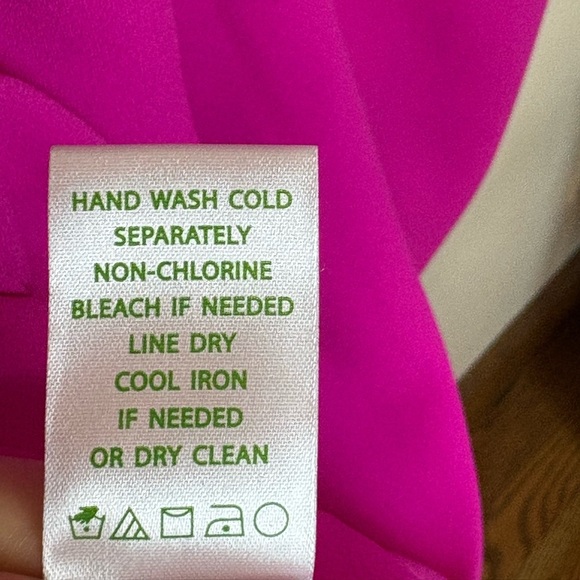 HAND WASH COLD
SEPARATELY
NON-CHLORINE
BLEACH IF NEEDED
LINE DRY
COOL IRON
IF NEEDED
OR DRY CLEAN